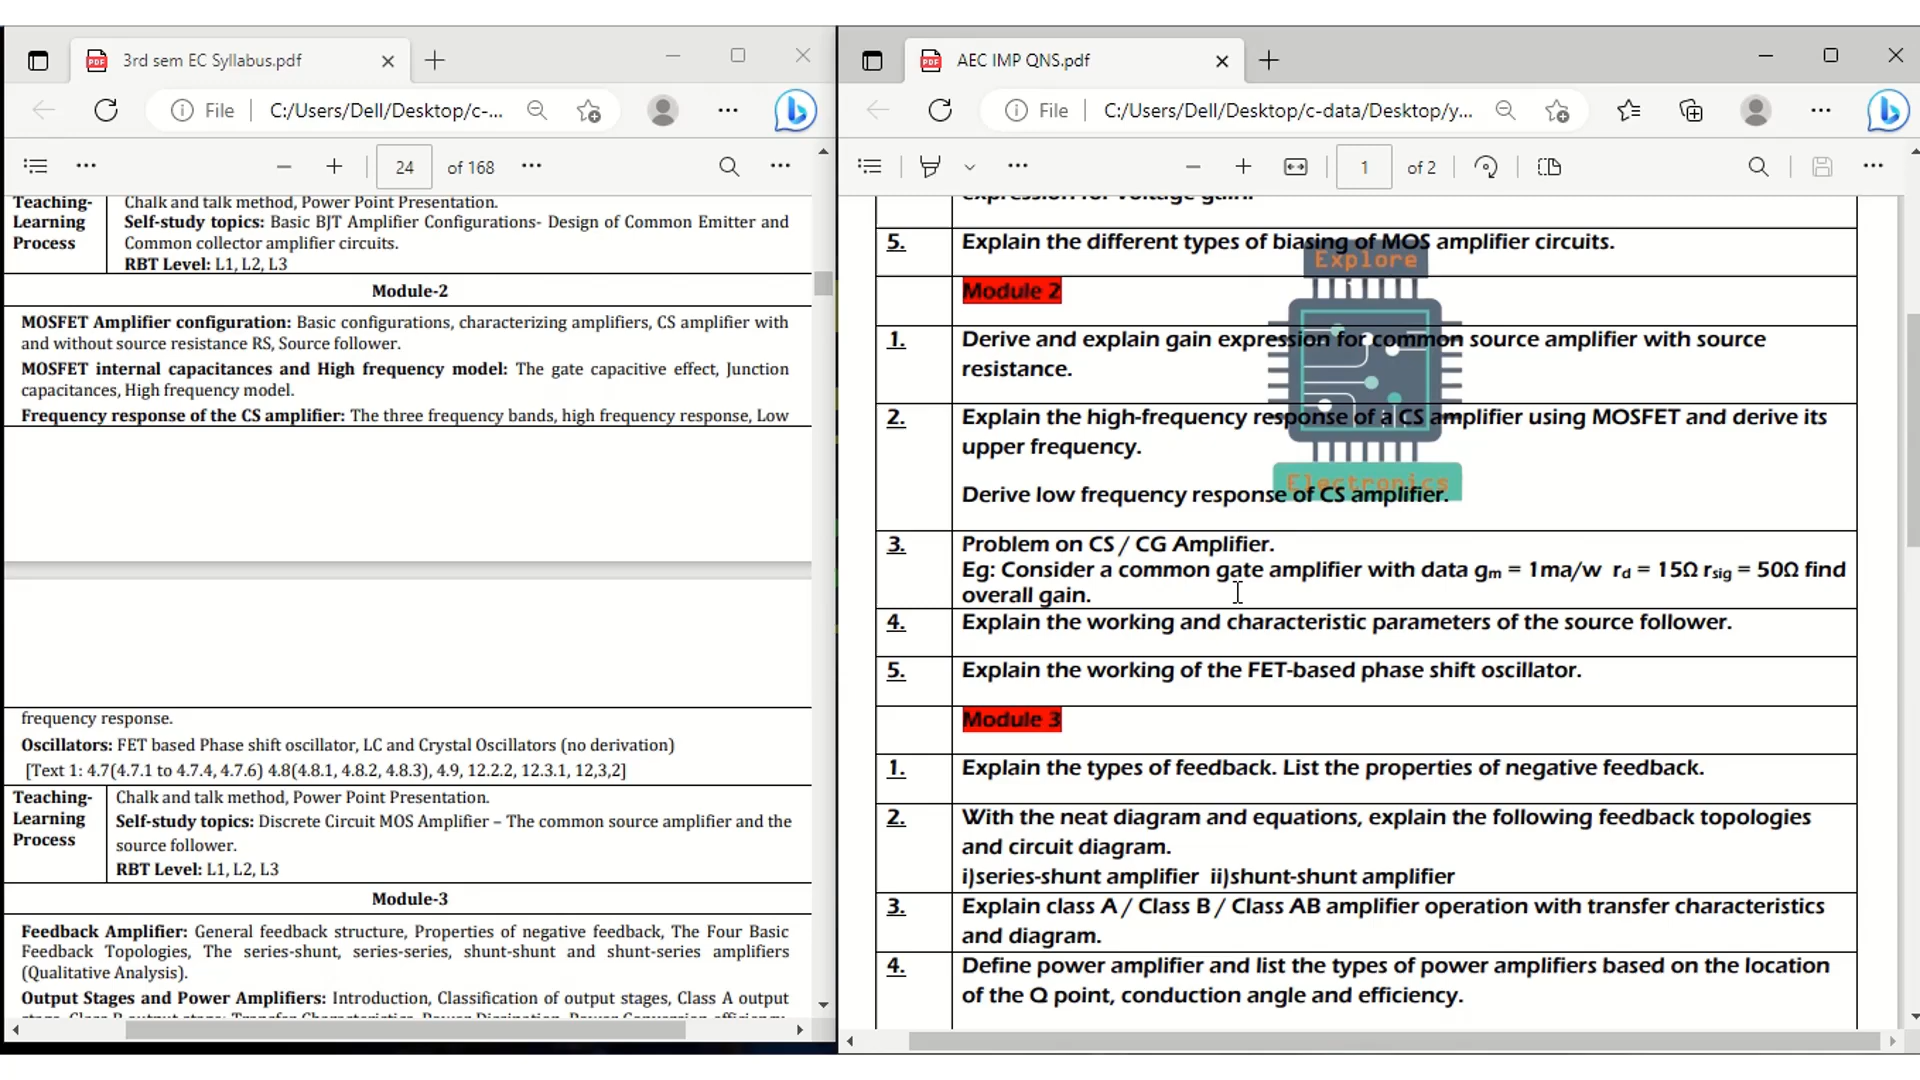 3rd sem EC Syllabus.pdf
File
C:/Users/Dell/Desktop/c-...
24 of 168
Teaching-
Learning
Process
Chalk and talk method, Power Point Presentation.
Self-study topics: Basic BJT Amplifier Configurations- Design of Common Emitter and
Common collector amplifier circuits.
RBT Level: L1, L2, L3
Module-2
MOSFET Amplifier configuration: Basic configurations, characterizing amplifiers, CS amplifier with
and without source resistance RS, Source follower.
MOSFET internal capacitances and High frequency model: The gate capacitive effect, Junction
capacitances, High frequency model.
Frequency response of the CS amplifier: The three frequency bands, high frequency response, Low
frequency response.
Oscillators: FET based Phase shift oscillator, LC and Crystal Oscillators (no derivation)
[Text 1: 4.7(4.7.1 to 4.7.4, 4.7.6) 4.8(4.8.1, 4.8.2, 4.8.3), 4.9, 12.2.2, 12.3.1, 12,3,2]
Teaching-
Learning
Process
Chalk and talk method, Power Point Presentation.
Self-study topics: Discrete Circuit MOS Amplifier – The common source amplifier and the
source follower.
RBT Level: L1, L2, L3
Module-3
Feedback Amplifier: General feedback structure, Properties of negative feedback, The Four Basic
Feedback Topologies, The series-shunt, series-series, shunt-shunt and shunt-series amplifiers
(Qualitative Analysis).
Output Stages and Power Amplifiers: Introduction, Classification of output stages, Class A output
stage, Class B output stage: Transfer Characteristics, Power Dissipation, Power Conversion efficiency,
AEC IMP QNS.pdf
File
C:/Users/Dell/Desktop/c-data/Desktop/y...
1 of 2
expression for voltage gain.
5. Explain the different types of biasing of MOS amplifier circuits.
Explore
Module 2
1. Derive and explain gain expression for common source amplifier with source
resistance.
2. Explain the high-frequency response of a CS amplifier using MOSFET and derive its
upper frequency.
Electronics
Derive low frequency response of CS amplifier.
3. Problem on CS / CG Amplifier.
Eg: Consider a common gate amplifier with data gm = 1ma/w rd = 15Ω rsig = 50Ω find
overall gain.
4. Explain the working and characteristic parameters of the source follower.
5. Explain the working of the FET-based phase shift oscillator.
Module 3
1. Explain the types of feedback. List the properties of negative feedback.
2. With the neat diagram and equations, explain the following feedback topologies
and circuit diagram.
i)series-shunt amplifier ii)shunt-shunt amplifier
3. Explain class A / Class B / Class AB amplifier operation with transfer characteristics
and diagram.
4. Define power amplifier and list the types of power amplifiers based on the location
of the Q point, conduction angle and efficiency.